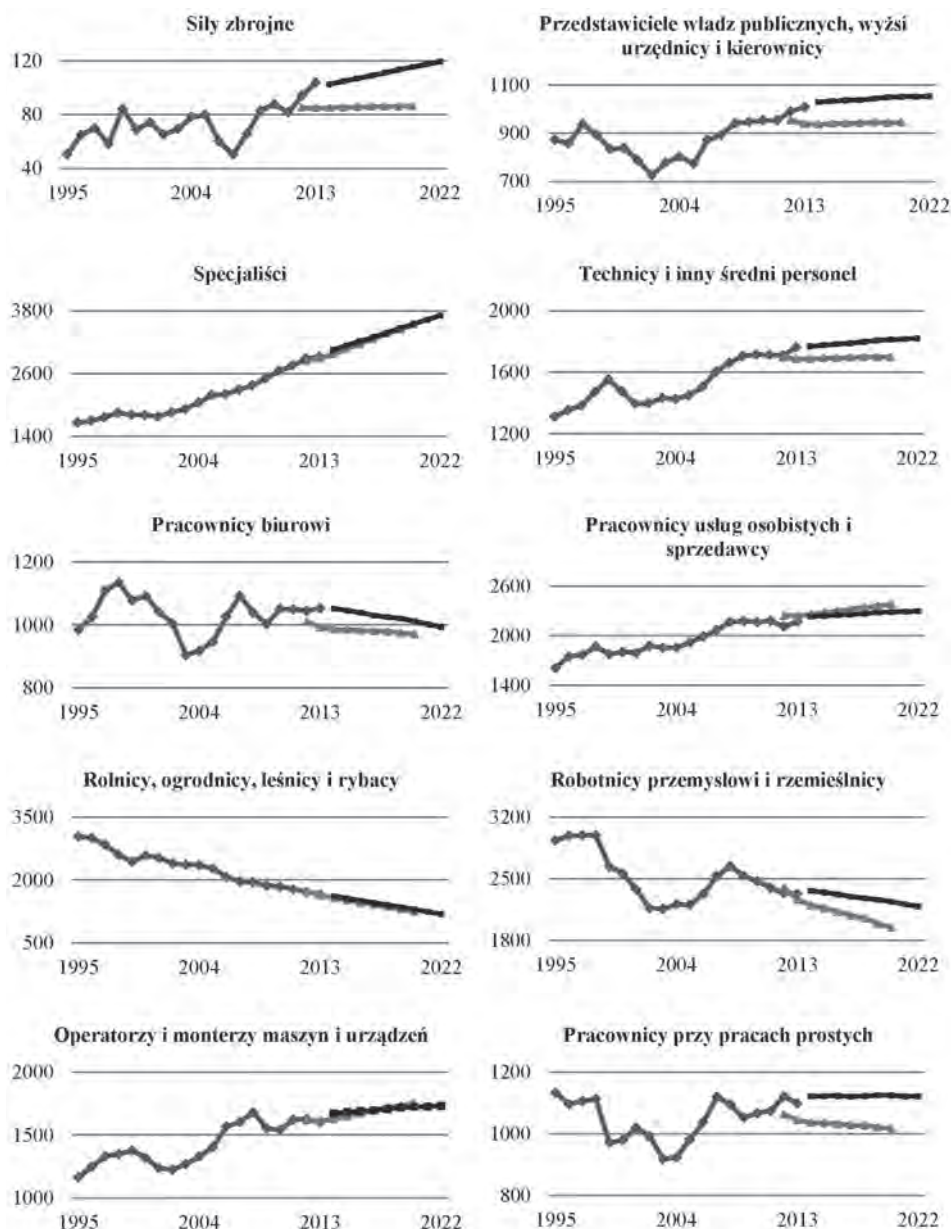 Siły zbrojne
120
80
40
1995 2004 2013 2022
Przedstawiciele władz publicznych, wyżsi
urzędnicy i kierownicy
1100
900
700
1995 2004 2013 2022
Specjaliści
3800
2600
1400
1995 2004 2013 2022
Technicy i inny średni personel
2000
1600
1200
1995 2004 2013 2022
Pracownicy biurowi
1200
1000
800
1995 2004 2013 2022
Pracownicy usług osobistych i
sprzedawcy
2600
2000
1400
1995 2004 2013 2022
Rolnicy, ogrodnicy, leśnicy i rybacy
3500
2000
500
1995 2004 2013 2022
Robotnicy przemysłowi i rzemieślnicy
3200
2500
1800
1995 2004 2013 2022
Operatorzy i monterzy maszyn i urządzeń
2000
1500
1000
1995 2004 2013 2022
Pracownicy przy pracach prostych
1200
1000
800
1995 2004 2013 2022